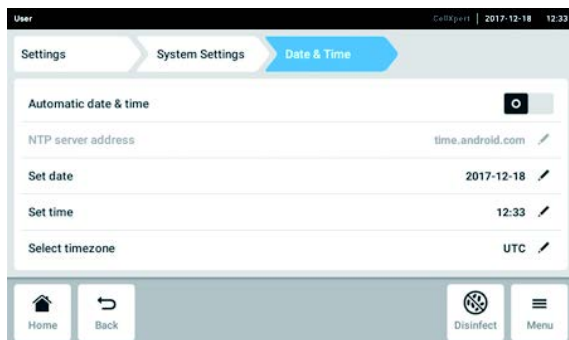 User CellXpert 2017-12-18 12:33
Settings System Settings Date & Time
Automatic date & time
NTP server address time.android.com
Set date 2017-12-18
Set time 12:33
Select timezone UTC
Home Back Disinfect Menu